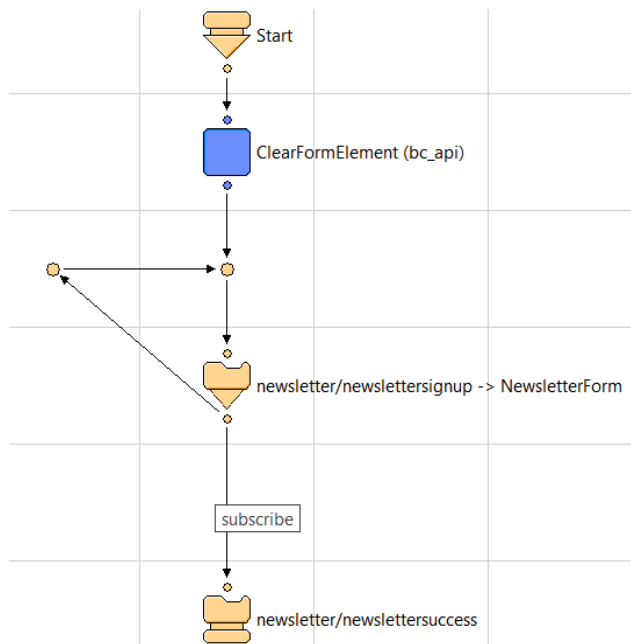 Start
ClearFormElement (bc_api)
newsletter/newslettersignup -> NewsletterForm
subscribe
newsletter/newslettersuccess